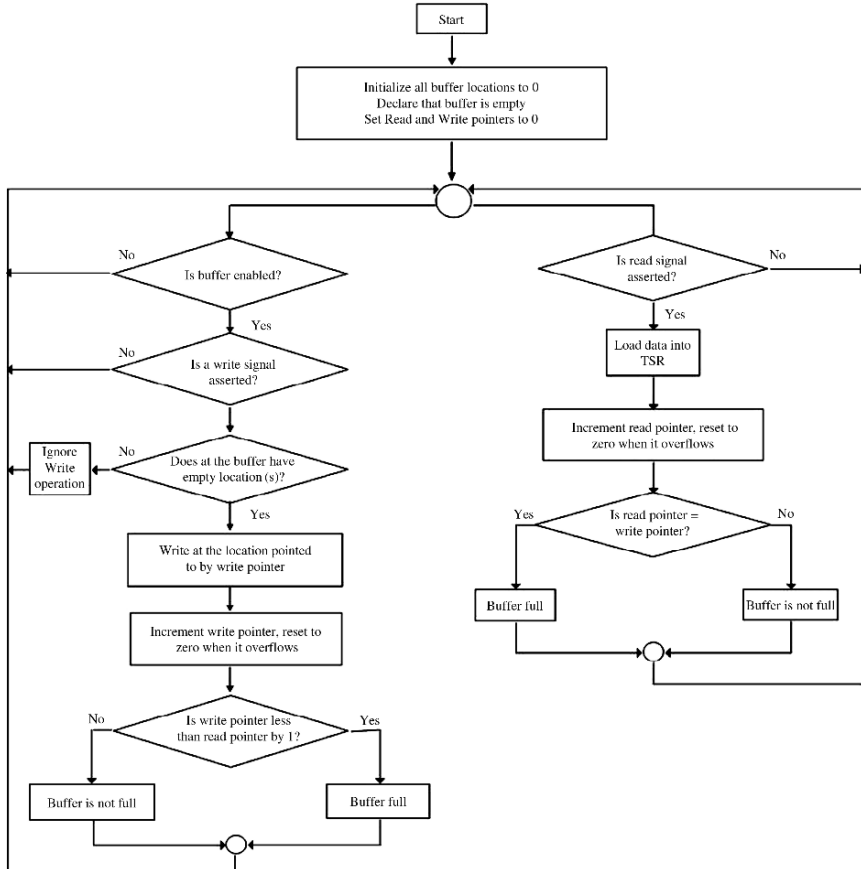 Start
Initialize all buffer locations to 0
Declare that buffer is empty
Set Read and Write pointers to 0
No
Is buffer enabled?
Yes
No
Is a write signal
asserted?
Ignore
Write
operation
No
Does at the buffer have
empty location (s)?
Yes
Write at the location pointed
to by write pointer
Increment write pointer, reset to
zero when it overflows
No
Is write pointer less
than read pointer by 1?
Yes
Buffer is not full
Buffer full
Is read signal
asserted?
No
Yes
Load data into
TSR
Increment read pointer, reset to
zero when it overflows
Yes
Is read pointer =
write pointer?
No
Buffer full
Buffer is not full